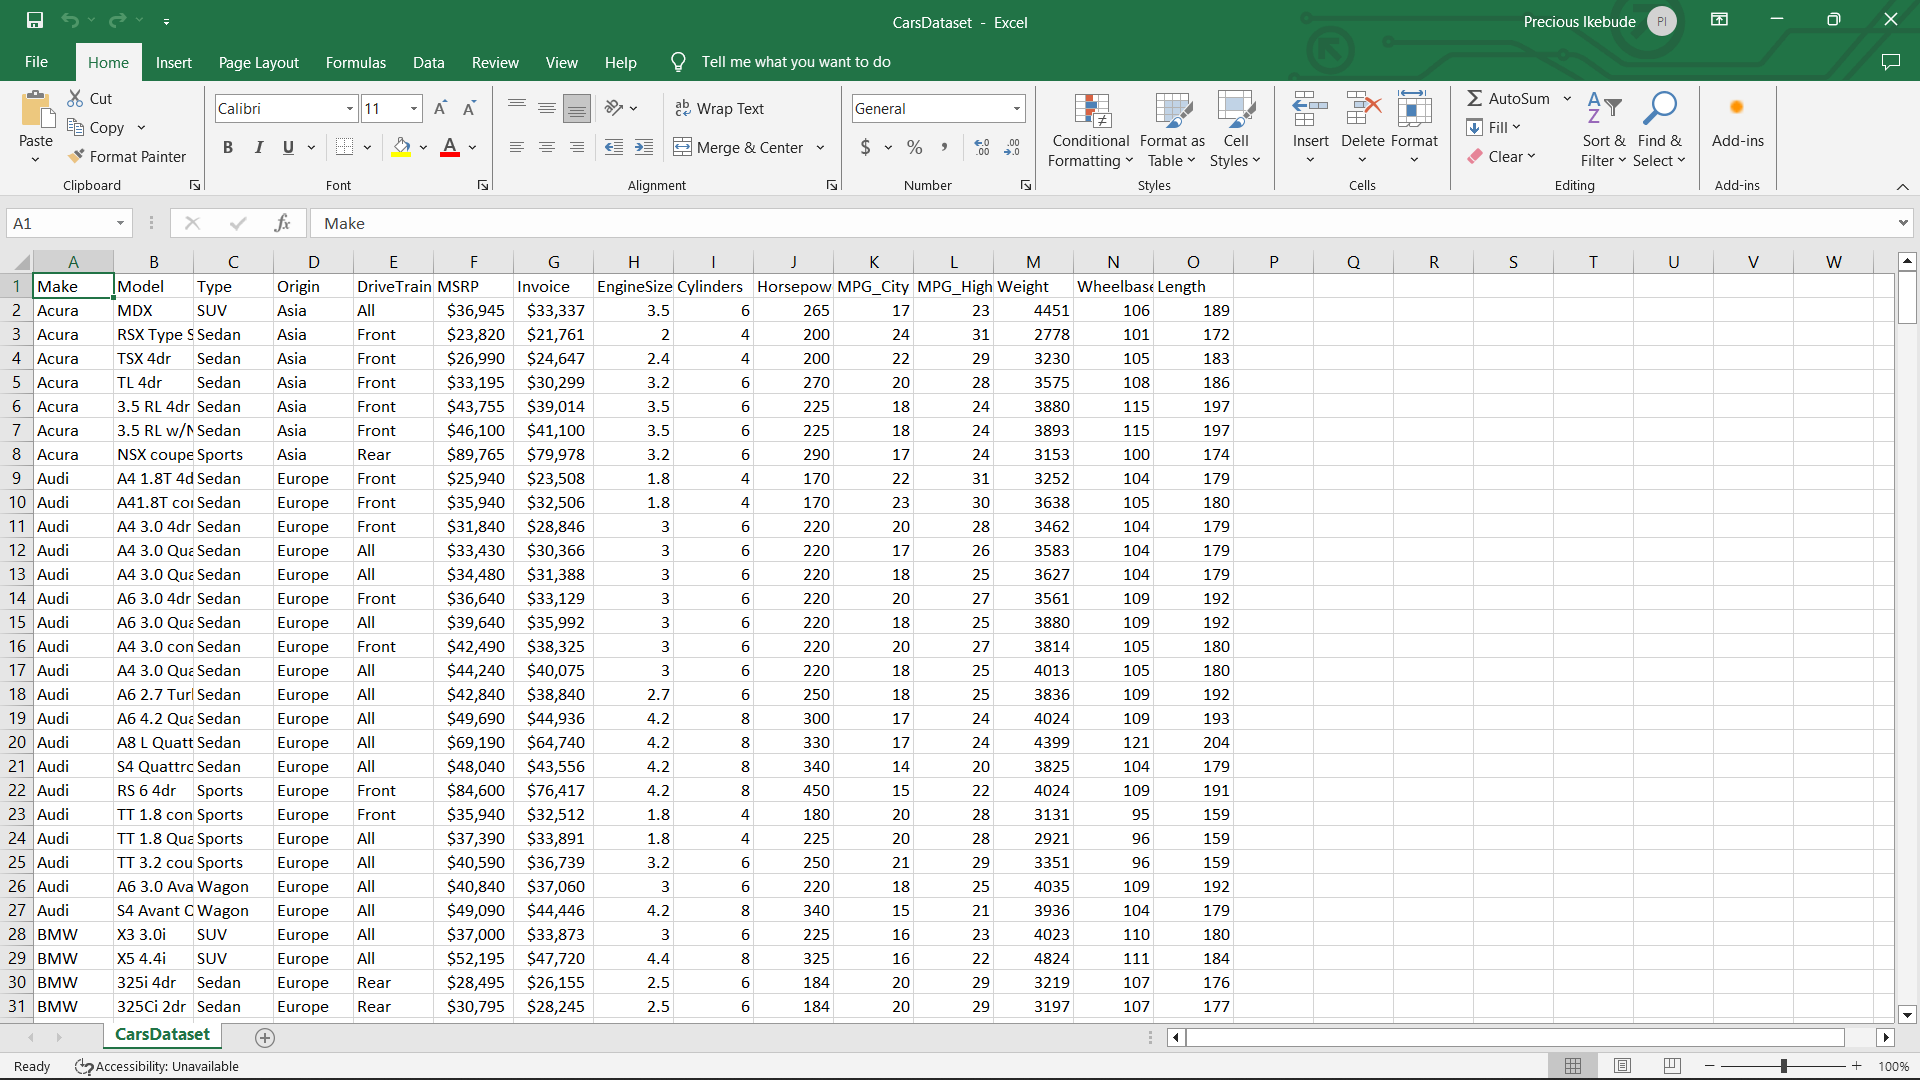 CarsDataset - Excel
Precious Ikebude PI
File Home Insert Page Layout Formulas Data Review View Help Tell me what you want to do
Paste
Cut
Copy
Format Painter
Clipboard
Calibri 11
B I U
Font
ab Wrap Text
Merge & Center
Alignment
General
$ % ,
Number
Conditional Formatting
Format as Table
Cell Styles
Styles
Insert Delete Format
Cells
AutoSum
Fill
Clear
Sort & Filter
Find & Select
Editing
Add-ins
Add-ins
A1 fx Make
A B C D E F G H I J K L M N O P Q R S T U V W
1 Make Model Type Origin DriveTrain MSRP Invoice EngineSize Cylinders Horsepow MPG_City MPG_High Weight Wheelbase Length
2 Acura MDX SUV Asia All $36,945 $33,337 3.5 6 265 17 23 4451 106 189
3 Acura RSX Type S Sedan Asia Front $23,820 $21,761 2 4 200 24 31 2778 101 172
4 Acura TSX 4dr Sedan Asia Front $26,990 $24,647 2.4 4 200 22 29 3230 105 183
5 Acura TL 4dr Sedan Asia Front $33,195 $30,299 3.2 6 270 20 28 3575 108 186
6 Acura 3.5 RL 4dr Sedan Asia Front $43,755 $39,014 3.5 6 225 18 24 3880 115 197
7 Acura 3.5 RL w/N Sedan Asia Front $46,100 $41,100 3.5 6 225 18 24 3893 115 197
8 Acura NSX coupe Sports Asia Rear $89,765 $79,978 3.2 6 290 17 24 3153 100 174
9 Audi A4 1.8T 4d Sedan Europe Front $25,940 $23,508 1.8 4 170 22 31 3252 104 179
10 Audi A41.8T co Sedan Europe Front $35,940 $32,506 1.8 4 170 23 30 3638 105 180
11 Audi A4 3.0 4dr Sedan Europe Front $31,840 $28,846 3 6 220 20 28 3462 104 179
12 Audi A4 3.0 Qua Sedan Europe All $33,430 $30,366 3 6 220 17 26 3583 104 179
13 Audi A4 3.0 Qua Sedan Europe All $34,480 $31,388 3 6 220 18 25 3627 104 179
14 Audi A6 3.0 4dr Sedan Europe Front $36,640 $33,129 3 6 220 20 27 3561 109 192
15 Audi A6 3.0 Qua Sedan Europe All $39,640 $35,992 3 6 220 18 25 3880 109 192
16 Audi A4 3.0 con Sedan Europe Front $42,490 $38,325 3 6 220 20 27 3814 105 180
17 Audi A4 3.0 Qua Sedan Europe All $44,240 $40,075 3 6 220 18 25 4013 105 180
18 Audi A6 2.7 Tur Sedan Europe All $42,840 $38,840 2.7 6 250 18 25 3836 109 192
19 Audi A6 4.2 Qua Sedan Europe All $49,690 $44,936 4.2 8 300 17 24 4024 109 193
20 Audi A8 L Quatt Sedan Europe All $69,190 $64,740 4.2 8 330 17 24 4399 121 204
21 Audi S4 Quattro Sedan Europe All $48,040 $43,556 4.2 8 340 14 20 3825 104 179
22 Audi RS 6 4dr Sports Europe Front $84,600 $76,417 4.2 8 450 15 22 4024 109 191
23 Audi TT 1.8 con Sports Europe Front $35,940 $32,512 1.8 4 180 20 28 3131 95 159
24 Audi TT 1.8 Qua Sports Europe All $37,390 $33,891 1.8 4 225 20 28 2921 96 159
25 Audi TT 3.2 cou Sports Europe All $40,590 $36,739 3.2 6 250 21 29 3351 96 159
26 Audi A6 3.0 Ava Wagon Europe All $40,840 $37,060 3 6 220 18 25 4035 109 192
27 Audi S4 Avant Q Wagon Europe All $49,090 $44,446 4.2 8 340 15 21 3936 104 179
28 BMW X3 3.0i SUV Europe All $37,000 $33,873 3 6 225 16 23 4023 110 180
29 BMW X5 4.4i SUV Europe All $52,195 $47,720 4.4 8 325 16 22 4824 111 184
30 BMW 325i 4dr Sedan Europe Rear $28,495 $26,155 2.5 6 184 20 29 3219 107 176
31 BMW 325Ci 2dr Sedan Europe Rear $30,795 $28,245 2.5 6 184 20 29 3197 107 177
CarsDataset
Ready Accessibility: Unavailable 100%